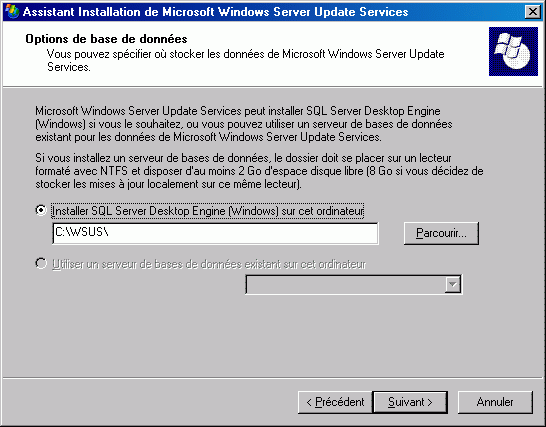 Assistant Installation de Microsoft Windows Server Update Services
Options de base de données
Vous pouvez spécifier où stocker les données de Microsoft Windows Server Update
Services.
Microsoft Windows Server Update Services peut installer SQL Server Desktop Engine
(Windows) si vous le souhaitez, ou vous pouvez utiliser un serveur de bases de données
existant pour les données de Microsoft Windows Server Update Services.
Si vous installez un serveur de bases de données, le dossier doit se placer sur un lecteur
formaté avec NTFS et disposer d'au moins 2 Go d'espace disque libre (8 Go si vous décidez de
stocker les mises à jour localement sur ce même lecteur).
Installer SQL Server Desktop Engine (Windows) sur cet ordinateur
C:\WSUS\
Parcourir...
Utiliser un serveur de bases de données existant sur cet ordinateur
< Précédent
Suivant >
Annuler